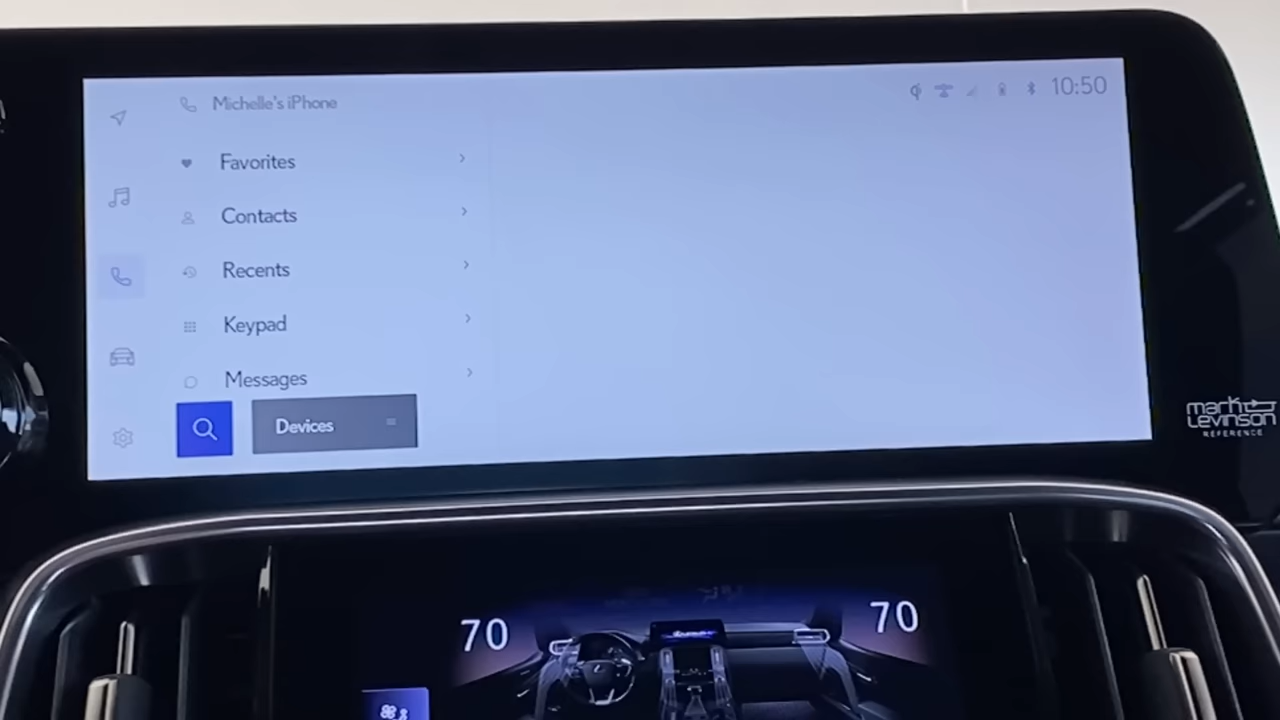 Michelle's iPhone
10:50
Favorites
Contacts
Recents
Keypad
Messages
Devices
mark
Levinson
REFERENCE
70
70